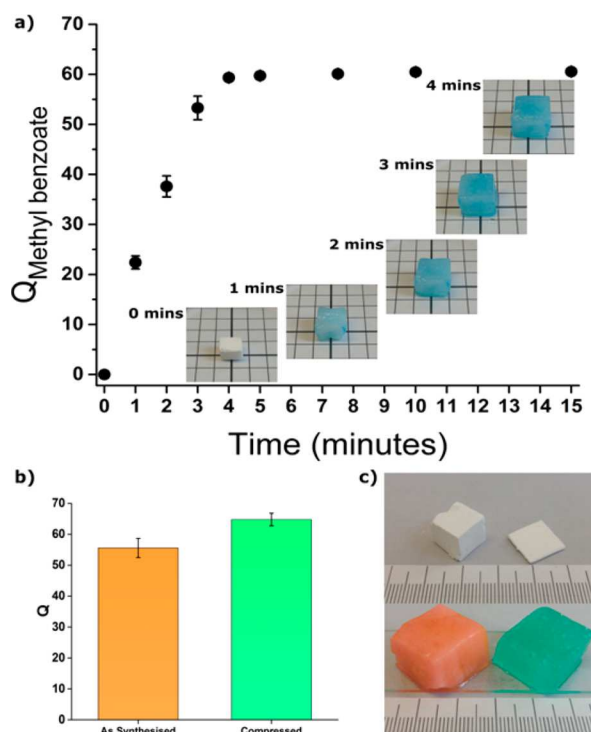 a)
70
60
50
40
30
20
10
0
Q Methyl benzoate
0 mins
1 mins
2 mins
3 mins
4 mins
0 1 2 3 4 5 6 7 8 9 10 11 12 13 14 15
Time (minutes)
b)
70
60
50
40
30
20
10
0
Q
As Synthesised
Compressed
c)